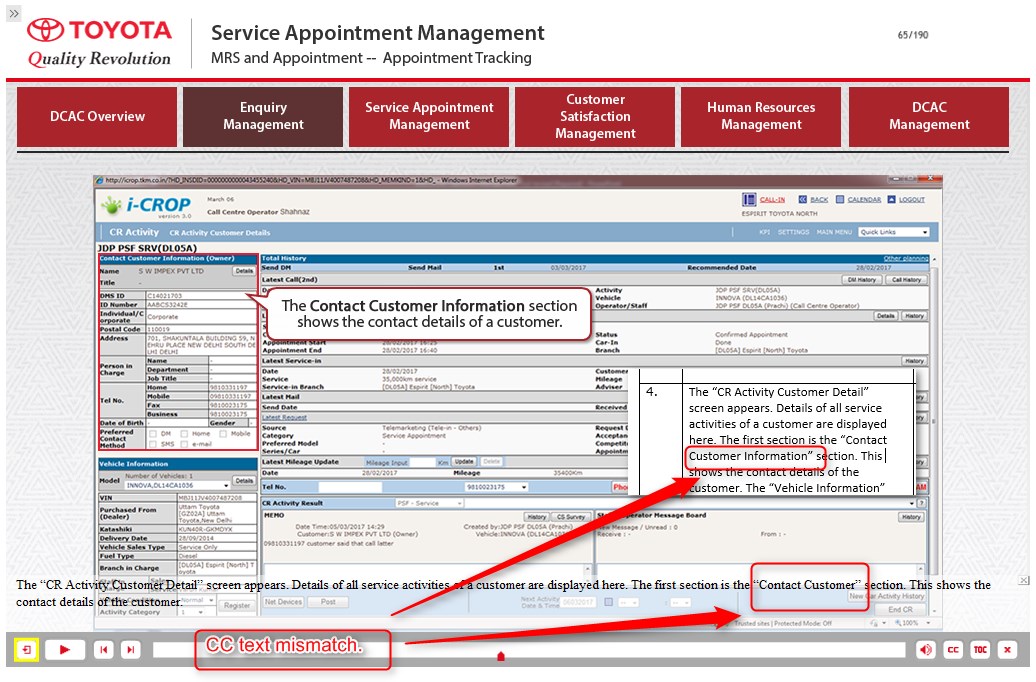 »
TOYOTA
Quality Revolution
Service Appointment Management
MRS and Appointment -- Appointment Tracking
65/190
DCAC Overview
Enquiry
Management
Service Appointment
Management
Customer
Satisfaction
Management
Human Resources
Management
DCAC
Management
- Windows Internet Explorer
i-CROP
version 3.0
March 06
Call Centre Operator Shahnaz
CALL-IN BACK CALENDAR LOGOUT
ESPIRIT TOYOTA NORTH
CR Activity CR Activity Customer Details
KPI SETTINGS MAIN MENU Quick Links
JDP PSF SRV(DL05A)
Contact Customer Information (Owner)
Name S W IMPEX PVT LTD Details
Title -
DMS ID C14021703
ID Number AABCS3242E
Individual/C
orporate Corporate
Postal Code 110019
Address 701, SHAKUNTALA BUILDING 59, N
EHRU PLACE NEW DELHI SOUTH DE
LHI DELHI
Person in
Charge
Name -
Department -
Job Title -
Tel No.
Home 9810331197
Mobile 09810331197
Fax 9810023175
Business 9810023175
Date of Birth - Gender -
Preferred
Contact
Method
DM Home Mobile
SMS e-mail
Vehicle Information
Number of Vehicles: 1
Model INNOVA,DL14CA1036 Details
VIN MBJ11JV4007487208
Purchased From
(Dealer)
Uttam Toyota
[GZ02A] Uttam
Toyota,New Delhi
Katashiki KUN40R-GKMDYX
Delivery Date 28/09/2014
Vehicle Sales Type Service Only
Fuel Type Diesel
Branch in Charge [DL05A] Espirit [North] T
oyota
Total History Other planning
Send DM Send Mail 1st 03/03/2017 Recommended Date 28/02/2017
Latest Call(2nd) DM History Call History
Activity JDP PSF SRV(DL05A)
Vehicle INNOVA (DL14CA1036)
Operator/Staff JDP PSF DL05A (Prachi) (Call Centre Operator)
Details History
The Contact Customer Information section
shows the contact details of a customer.
Status Confirmed Appointment
Appointment Start 28/02/2017 16:25 Car-In Done
Appointment End 28/02/2017 16:40 Branch [DL05A] Espirit [North] Toyota
Latest Service-in History
Date 28/02/2017 Customer
Service 35,000km service Mileage
Service-in Branch [DL05A] Espirit [North] Toyota Adviser
Latest Mail
Send Date Received
Latest Request
Source Telemarketing (Tele-in - Others)
Category Service Appointment
Preferred Model -
Series/Car -
Latest Mileage Update Mileage Input Km Update Delete
Date 28/02/2017 Mileage 35400Km
Tel No. 9810023175
CR Activity Result PSF - Service
MEMO History CS Survey
Date Time:05/03/2017 14:29 Created by:JDP PSF DL05A (Prachi)
Customer:S W IMPEX PVT LTD (Owner) Vehicle:INNOVA (DL14CA1036)
09810331197 customer said that call latter
Operator Message Board History
New Message / Unread : 0
Receive : - From : -
4.
The “CR Activity Customer Detail”
screen appears. Details of all service
activities of a customer are displayed
here. The first section is the “Contact
Customer Information” section. This
shows the contact details of the
customer. The “Vehicle Information”
The “CR Activity Customer Detail” screen appears. Details of all service activities of a customer are displayed here. The first section is the “Contact Customer” section. This shows the
contact details of the customer.
Normal
Activity Category 1 Register
Net Devices Post
Next Activity
Date & Time
New Car Activity History
End CR
Trusted sites | Protected Mode: Off
100%
CC text mismatch.
CC
TOC